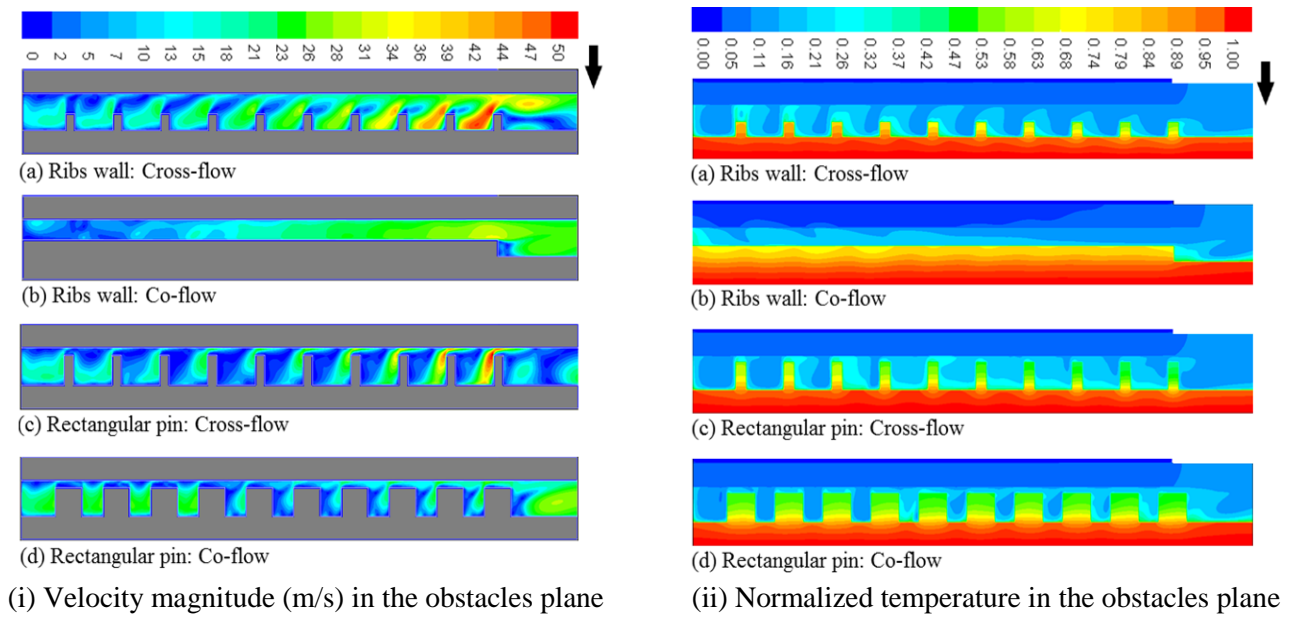 0 2 5 7 10 13 15 18 21 23 26 28 31 34 36 39 41 44 47 50
(a) Ribs wall: Cross-flow
(b) Ribs wall: Co-flow
(c) Rectangular pin: Cross-flow
(d) Rectangular pin: Co-flow
(i) Velocity magnitude (m/s) in the obstacles plane
0.00 0.05 0.11 0.16 0.21 0.26 0.32 0.37 0.42 0.47 0.53 0.58 0.63 0.68 0.74 0.79 0.84 0.89 0.95 1.00
(a) Ribs wall: Cross-flow
(b) Ribs wall: Co-flow
(c) Rectangular pin: Cross-flow
(d) Rectangular pin: Co-flow
(ii) Normalized temperature in the obstacles plane